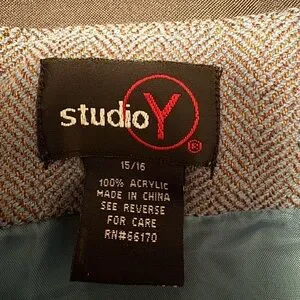 studio Y ®
15/16
100% ACRYLIC
MADE IN CHINA
SEE REVERSE
FOR CARE
RN#66170